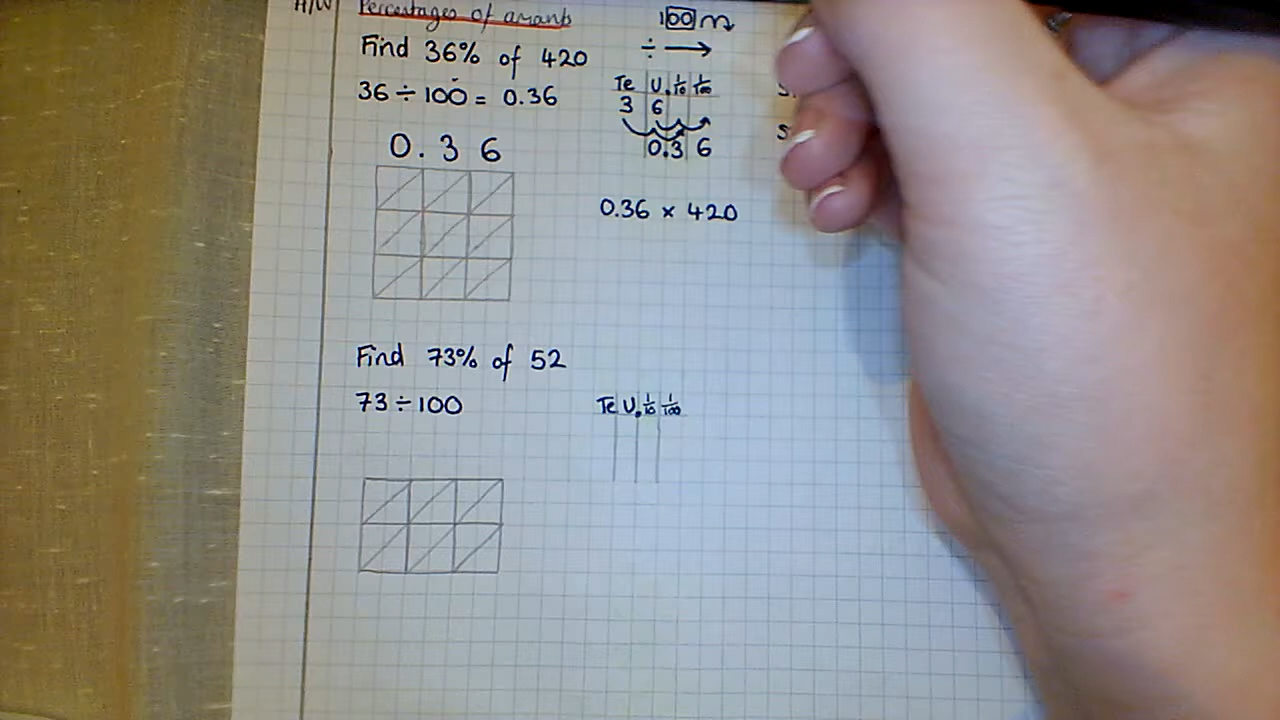 H/W Percentages of amounts
100
Find 36% of 420
÷ →
36 ÷ 100 = 0.36
Te U . 1/10 1/100
3 6
0.3 6
0. 3 6
0.36 × 420
Find 73% of 52
73 ÷ 100
Te U . 1/10 1/100